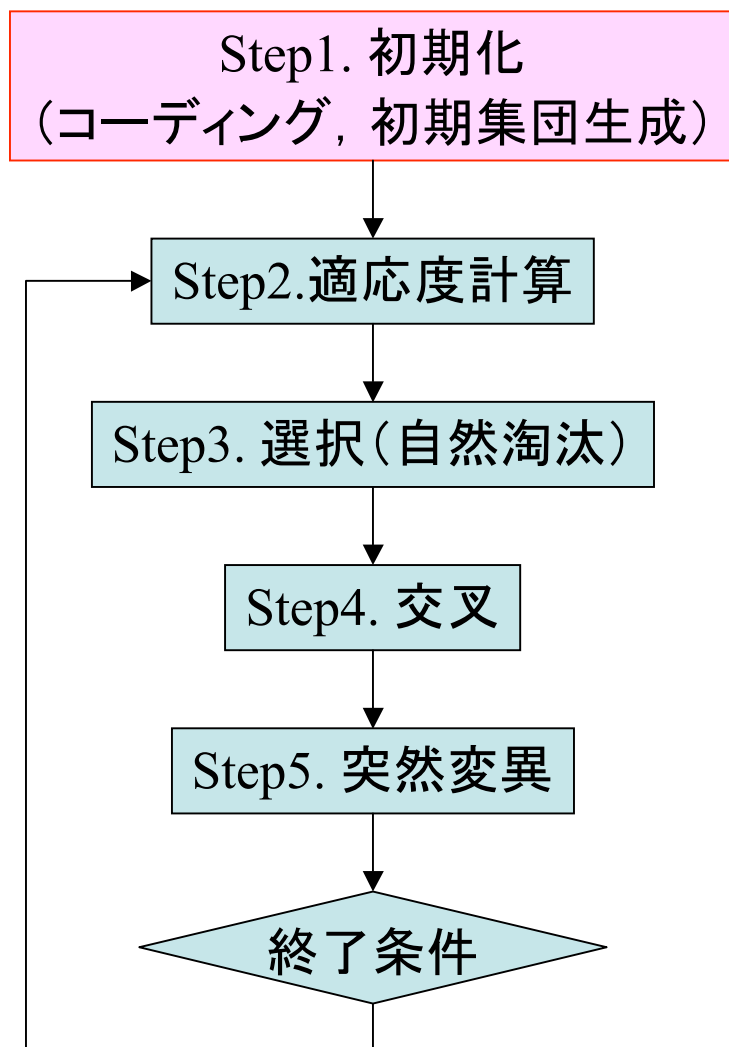 Step1. 初期化
（コーディング，初期集団生成）
Step2.適応度計算
Step3. 選択（自然淘汰）
Step4. 交叉
Step5. 突然変異
終了条件